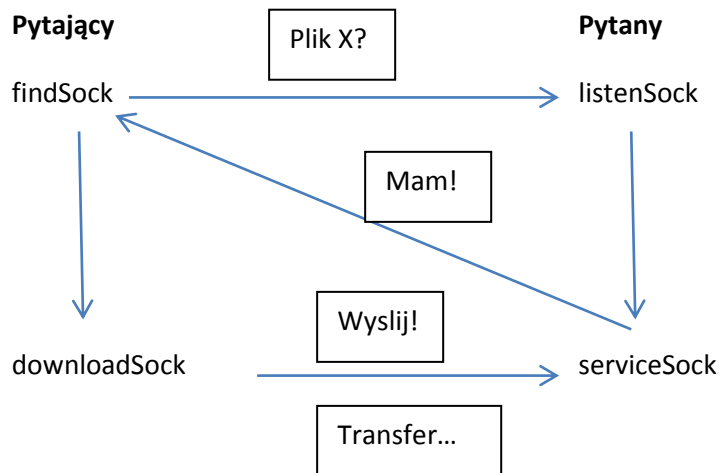 Pytający
Pytany
Plik X?
findSock
listenSock
Mam!
Wyslij!
downloadSock
serviceSock
Transfer...